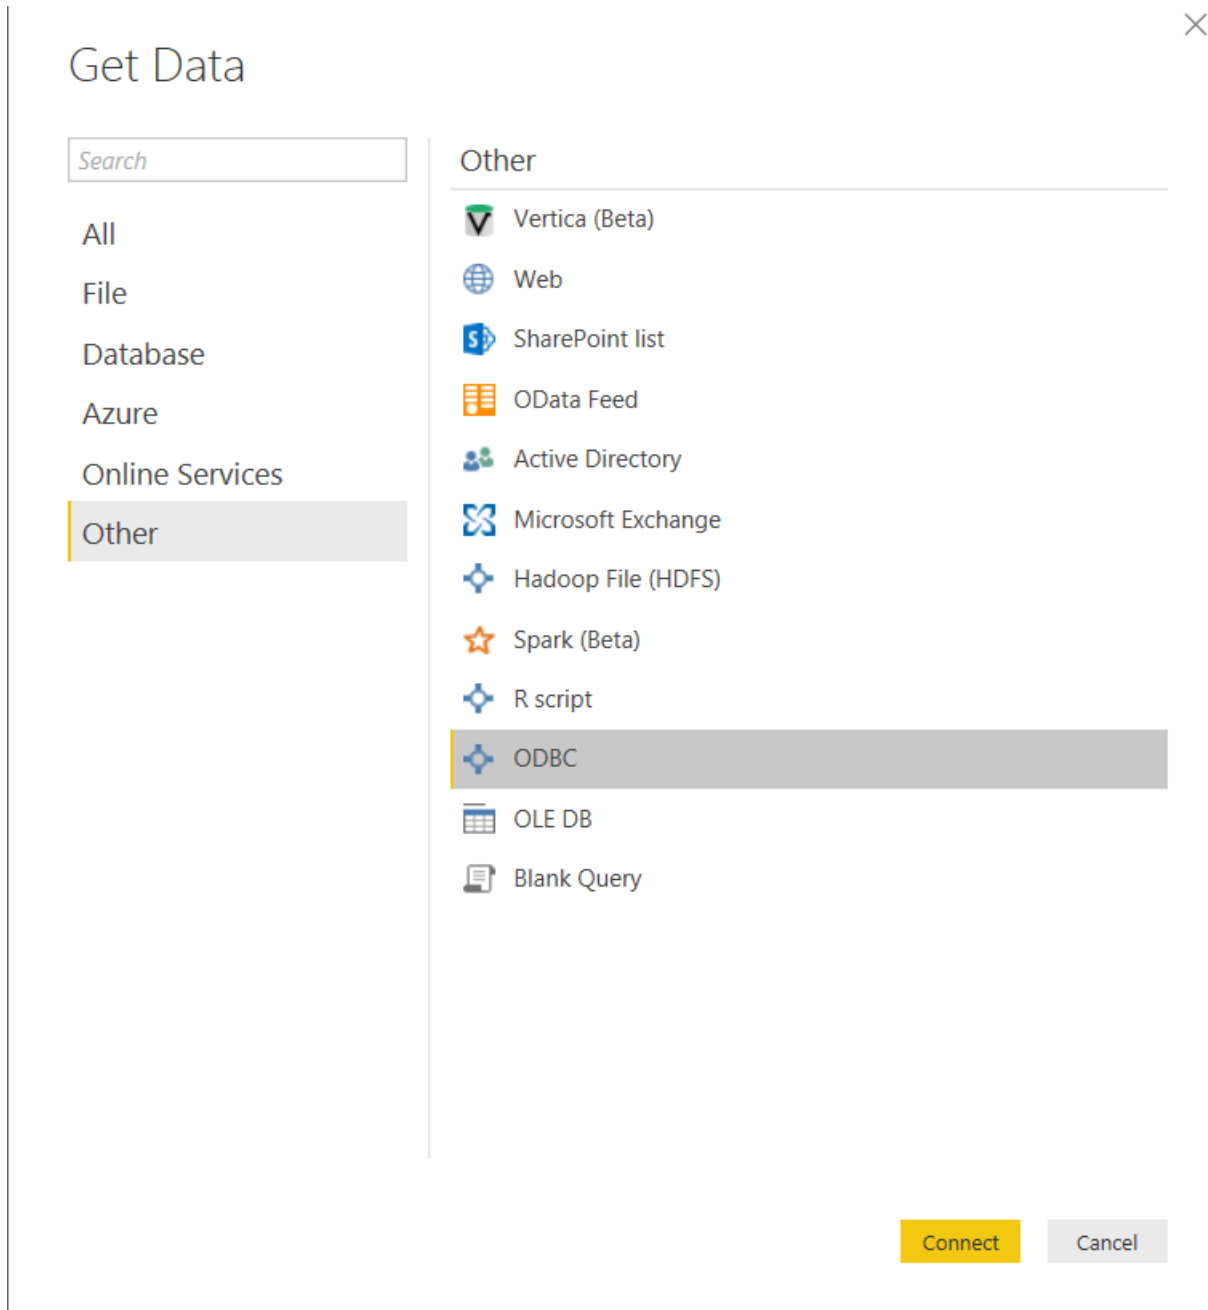 Get Data
Search
All
File
Database
Azure
Online Services
Other
Other
Vertica (Beta)
Web
SharePoint list
OData Feed
Active Directory
Microsoft Exchange
Hadoop File (HDFS)
Spark (Beta)
R script
ODBC
OLE DB
Blank Query
Connect
Cancel